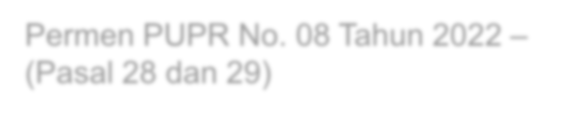 Permen PUPR No. 08 Tahun 2022 –
(Pasal 28 dan 29)